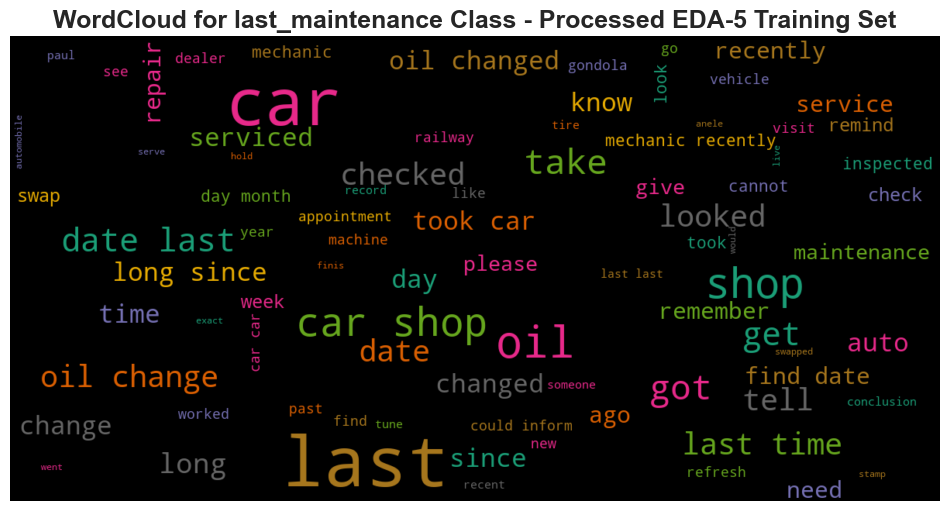 WordCloud for last_maintenance Class - Processed EDA-5 Training Set
paul
see
dealer
mechanic
oil changed
gondola
go
look
recently
vehicle
repair
car
know
service
automobile
serve
hold
serviced
railway
tire
mechanic recently
anele
visit
remind
live
inspected
checked
take
swap
day month
record
like
give
cannot
check
appointment
took car
looked
date last
year
machine
took
would
maintenance
long since
finis
day
please
last last
shop
time
week
exact
car car
car shop
oil
remember
get
swapped
auto
date
oil change
changed
someone
got
find date
tell
conclusion
change
worked
past
find
tune
could inform
ago
new
last time
went
long
last
since
recent
refresh
stamp
need